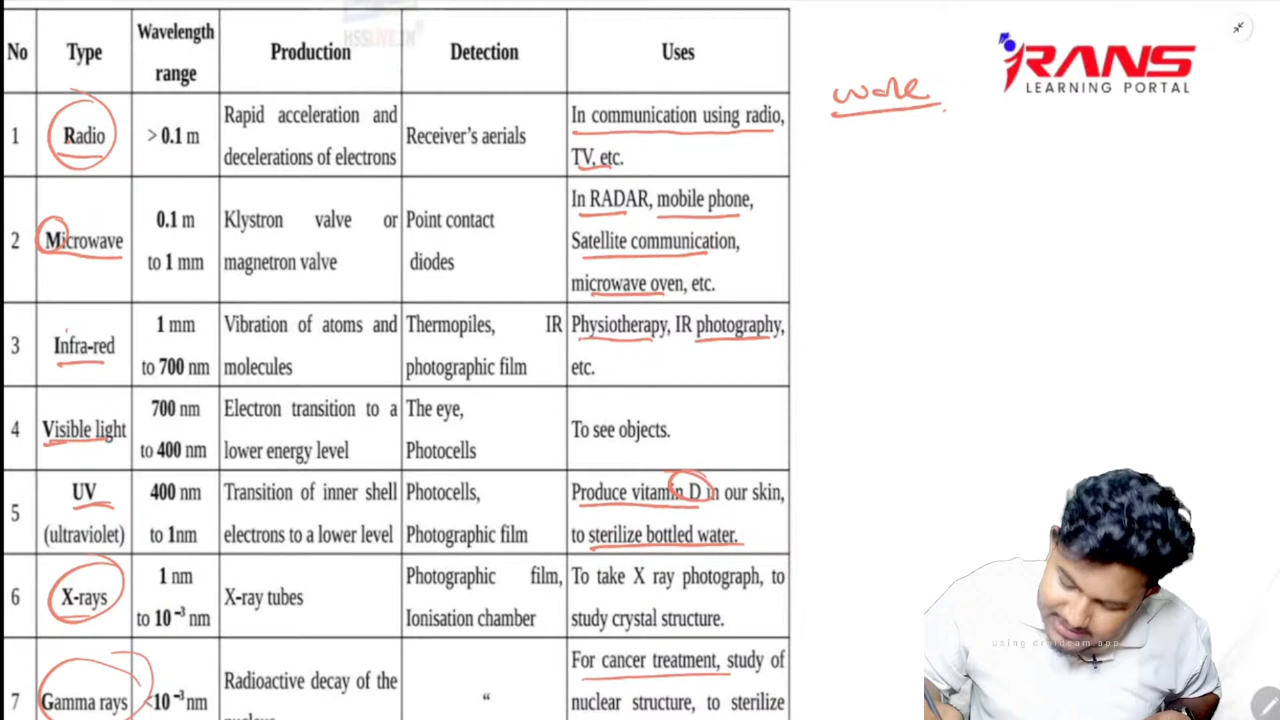 HSSLIVE.IN
No Type Wavelength range Production Detection Uses
1 Radio > 0.1 m Rapid acceleration and decelerations of electrons Receiver's aerials In communication using radio, TV, etc.
2 Microwave 0.1 m to 1 mm Klystron valve or magnetron valve Point contact diodes In RADAR, mobile phone, Satellite communication, microwave oven, etc.
3 Infra-red 1 mm to 700 nm Vibration of atoms and molecules Thermopiles, IR photographic film Physiotherapy, IR photography, etc.
4 Visible light 700 nm to 400 nm Electron transition to a lower energy level The eye, Photocells To see objects.
5 UV (ultraviolet) 400 nm to 1nm Transition of inner shell electrons to a lower level Photocells, Photographic film Produce vitamin D in our skin, to sterilize bottled water.
6 X-rays 1 nm to 10⁻³ nm X-ray tubes Photographic film, Ionisation chamber To take X ray photograph, to study crystal structure.
7 Gamma rays <10⁻³ nm Radioactive decay of the “ For cancer treatment, study of nuclear structure, to sterilize
RANS
LEARNING PORTAL
using droidcam app